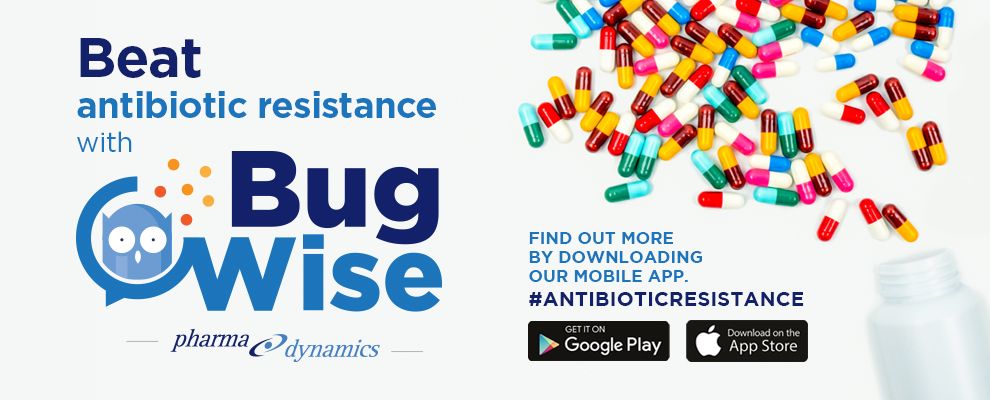 Beat
antibiotic resistance
with
Bug
Wise
pharma dynamics
FIND OUT MORE
BY DOWNLOADING
OUR MOBILE APP.
#ANTIBIOTICRESISTANCE
GET IT ON
Google Play
Download on the
App Store